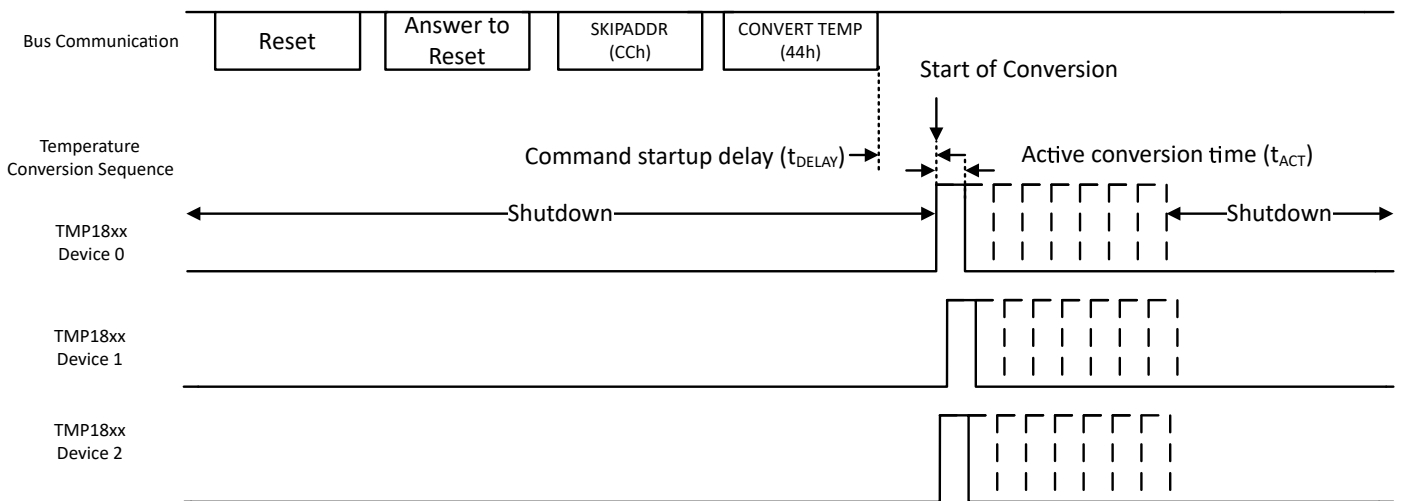 Bus Communication
Reset
Answer to
Reset
SKIPADDR
(CCh)
CONVERT TEMP
(44h)
Start of Conversion
Temperature
Conversion Sequence
Command startup delay (tDELAY)
Active conversion time (tACT)
Shutdown
Shutdown
TMP18xx
Device 0
TMP18xx
Device 1
TMP18xx
Device 2